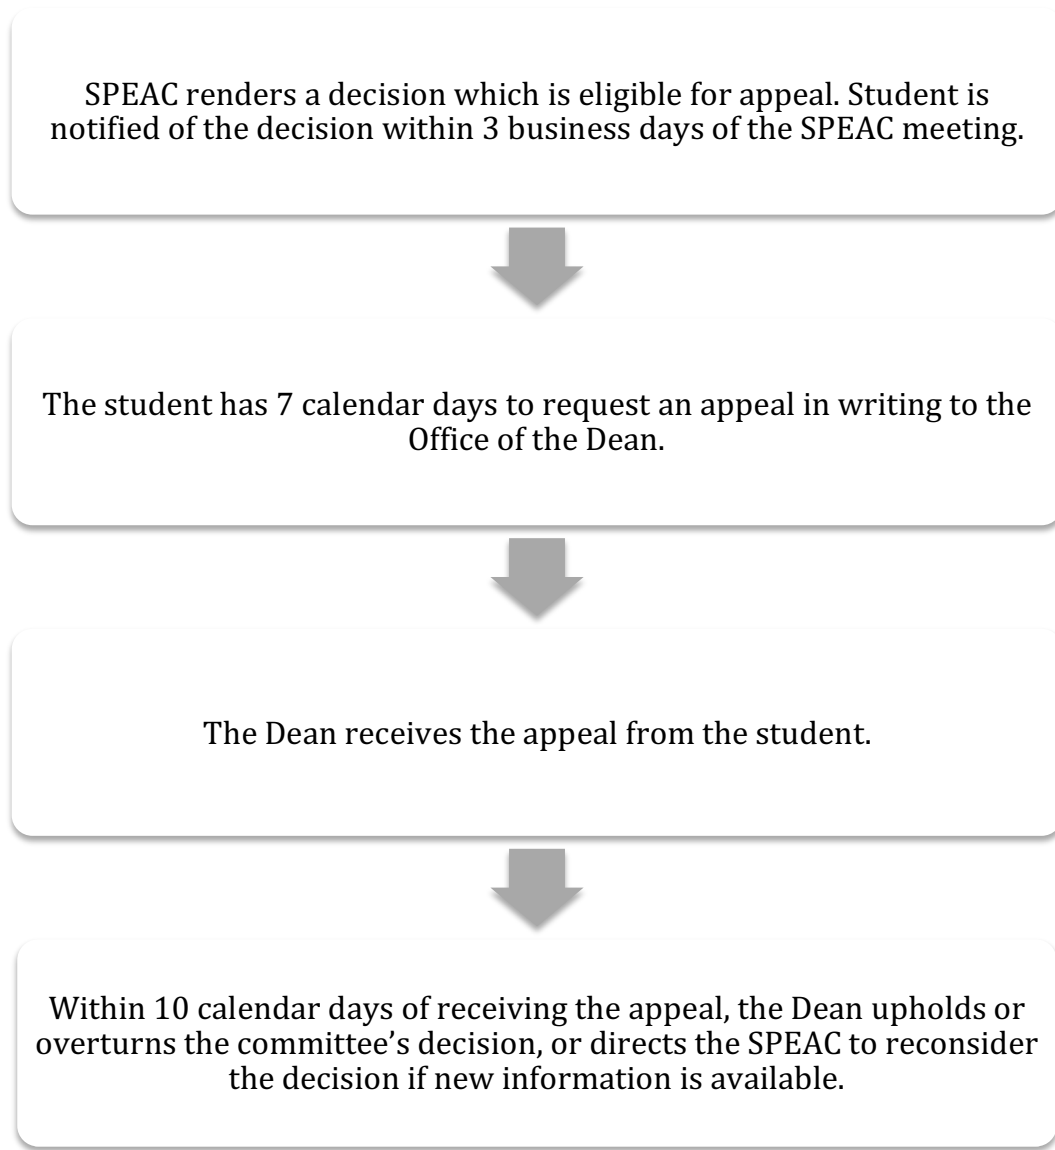 SPEAC renders a decision which is eligible for appeal. Student is
notified of the decision within 3 business days of the SPEAC meeting.
The student has 7 calendar days to request an appeal in writing to the
Office of the Dean.
The Dean receives the appeal from the student.
Within 10 calendar days of receiving the appeal, the Dean upholds or
overturns the committee’s decision, or directs the SPEAC to reconsider
the decision if new information is available.